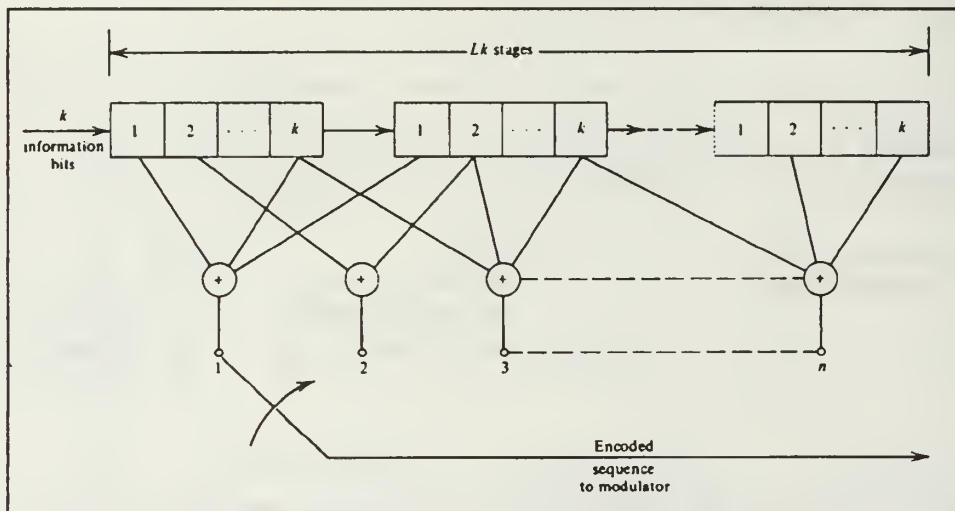 Lk stages
k
information
bits
1 2 · · · k
1 2 · · · k
1 2 · · · k
+ + + +
1 2 3 n
Encoded
sequence
to modulator